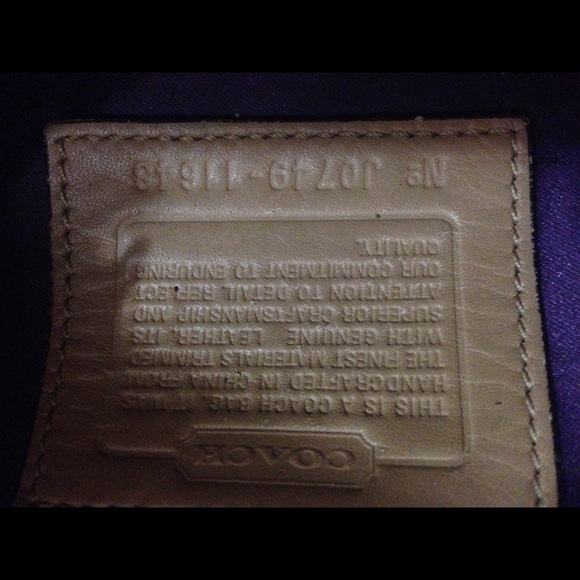 COACH
THIS IS A COACH BAG. IT WAS
HANDCRAFTED IN CHINA FROM
THE FINEST MATERIALS TRIMMED
WITH GENUINE LEATHER. ITS
SUPERIOR CRAFTSMANSHIP AND
ATTENTION TO DETAIL REFLECT
OUR COMMITMENT TO ENDURING
QUALITY.
Nº J0749-11643